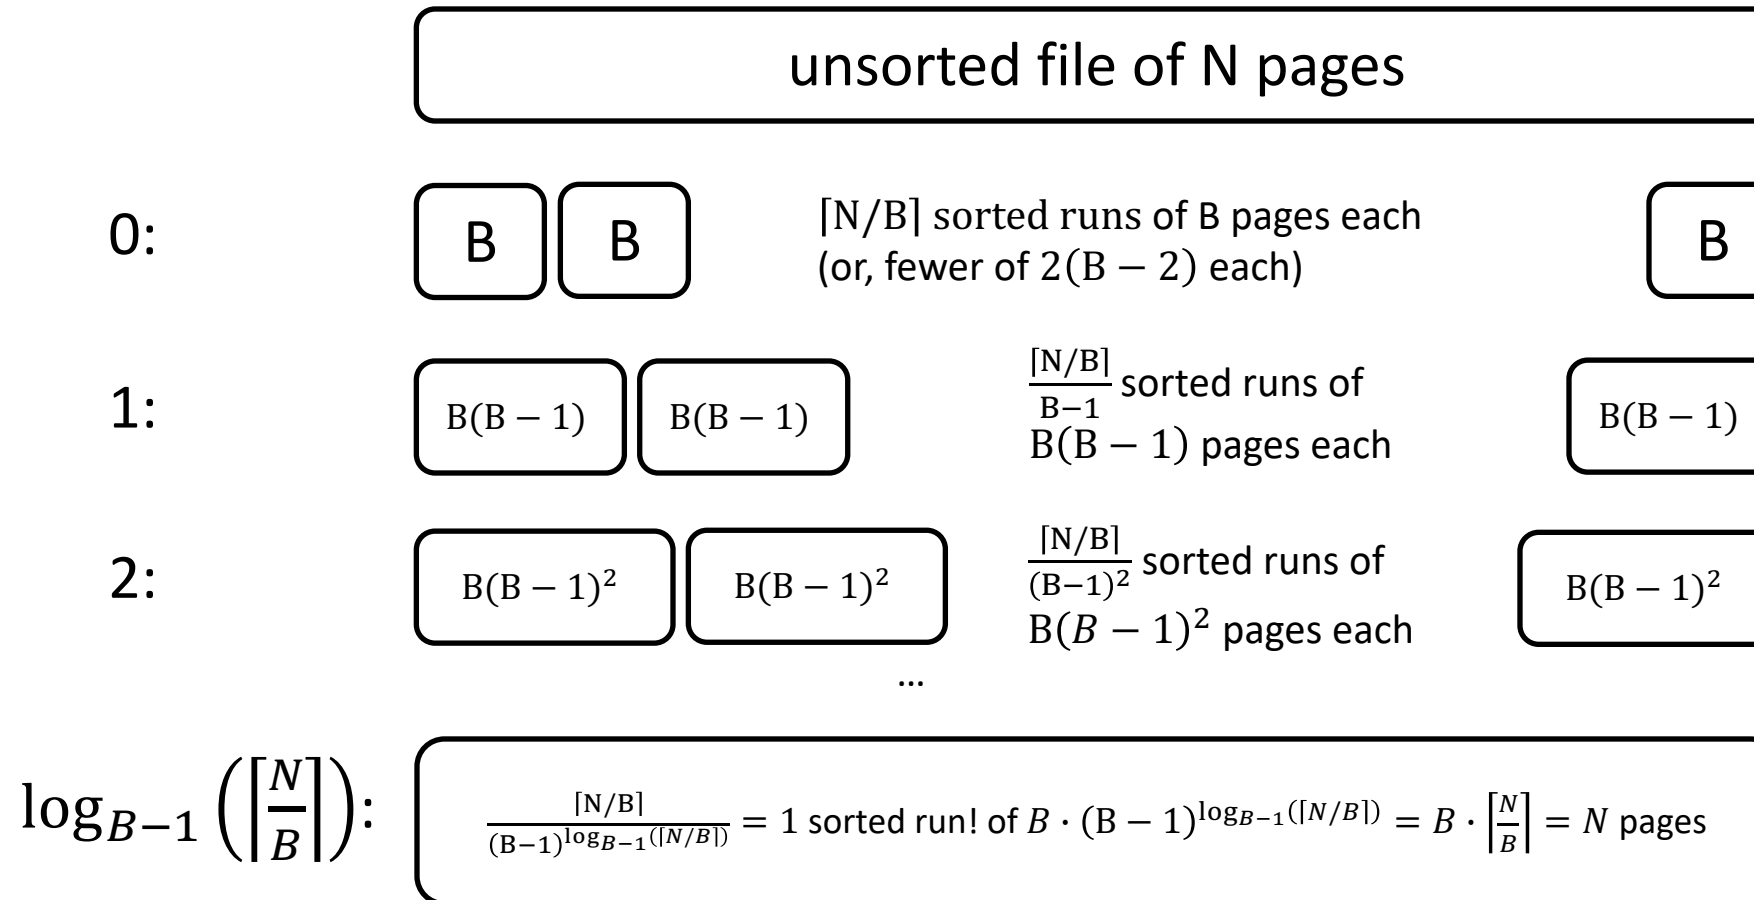 unsorted file of N pages
0:
B B ⌈N/B⌉ sorted runs of B pages each B
(or, fewer of 2(B − 2) each)
1:
B(B − 1) B(B − 1) ⌈N/B⌉/(B−1) sorted runs of B(B − 1)
B(B − 1) pages each
2:
B(B − 1)² B(B − 1)² ⌈N/B⌉/(B−1)² sorted runs of B(B − 1)²
B(B − 1)² pages each
...
log_{B−1}(⌈N/B⌉): ⌈N/B⌉/(B−1)^{log_{B−1}(⌈N/B⌉)} = 1 sorted run! of B · (B − 1)^{log_{B−1}(⌈N/B⌉)} = B · ⌈N/B⌉ = N pages